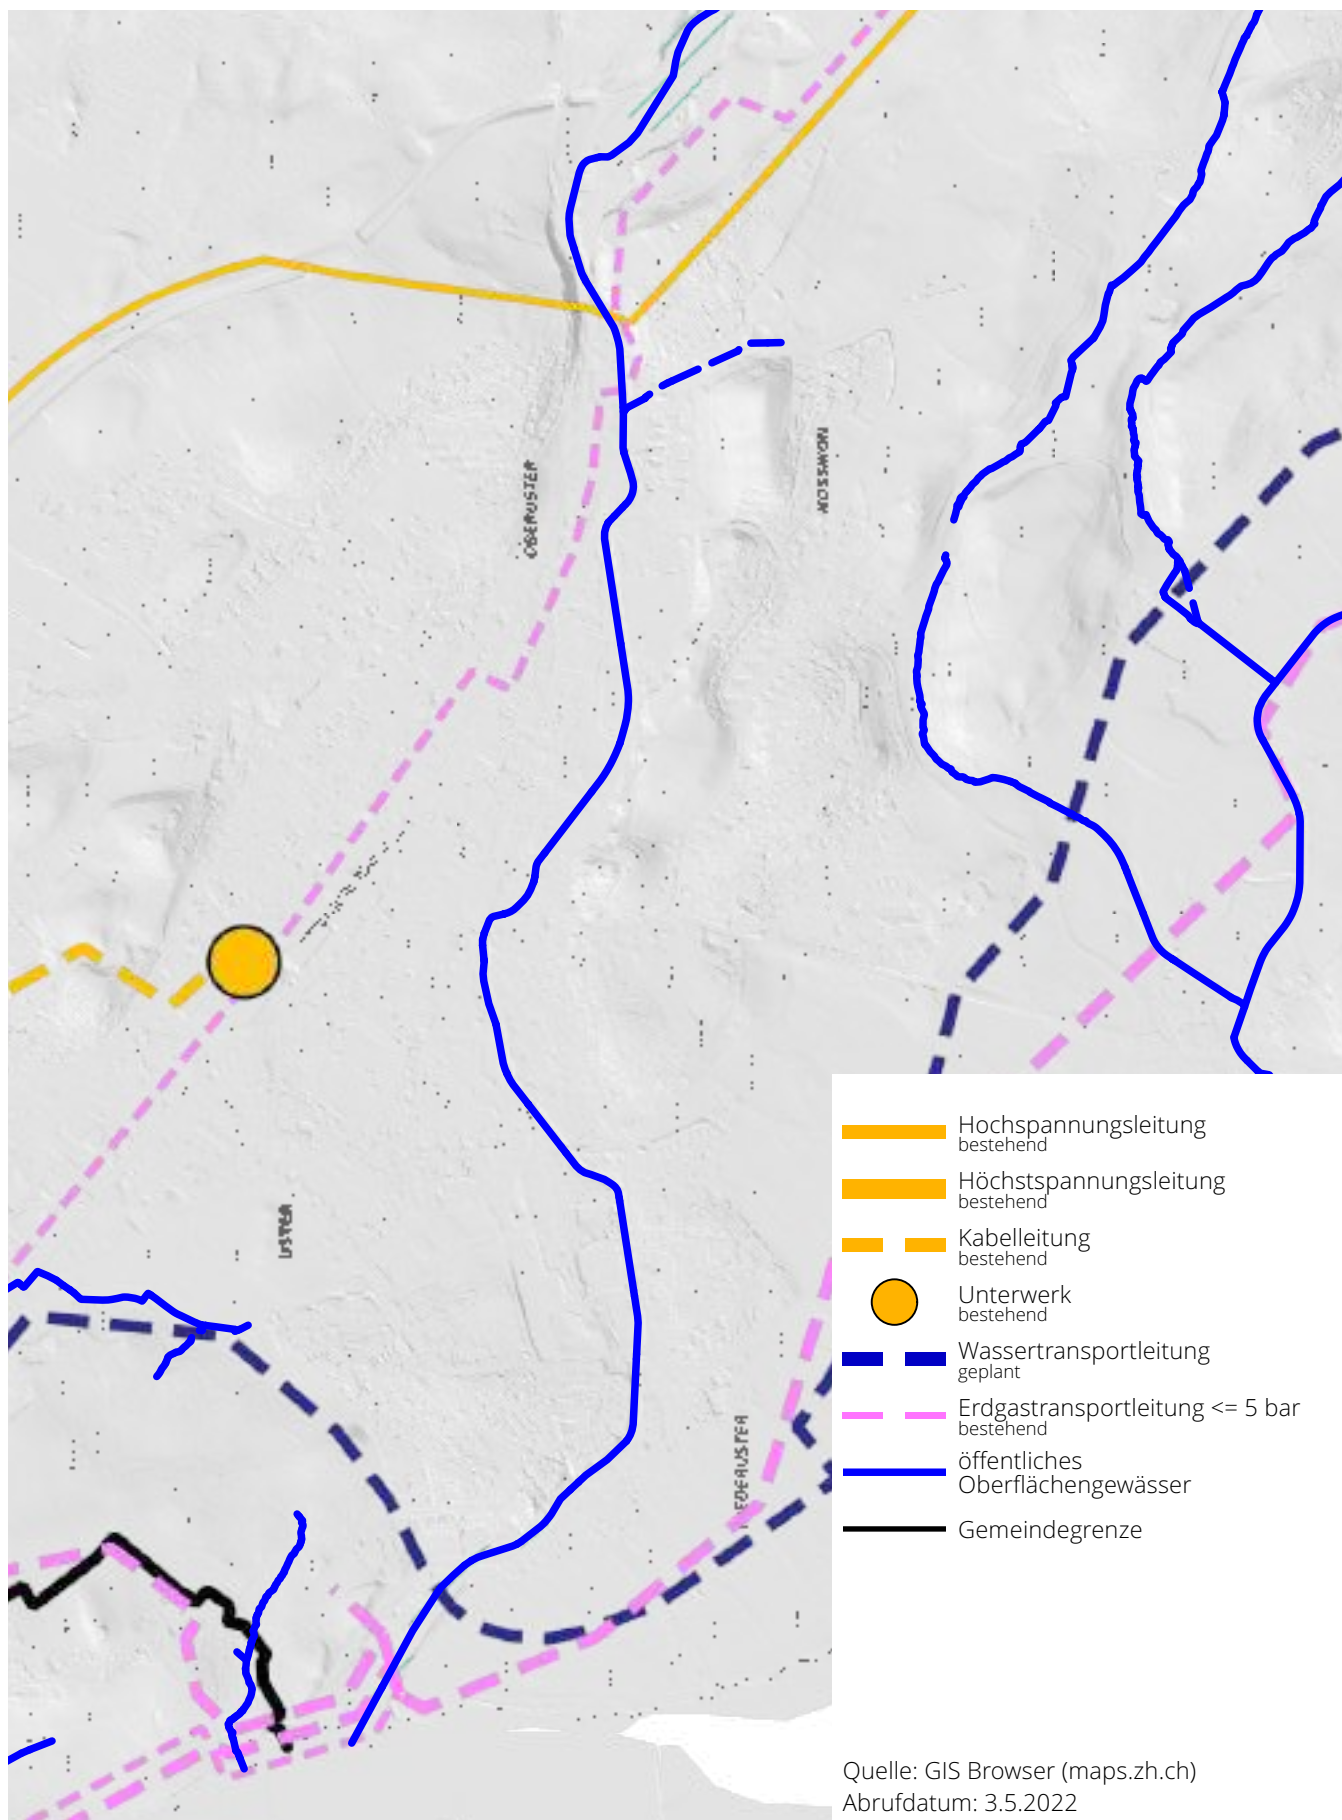 OBERUSTER
NOSSIKON
USTER
NIEDERUSTER
Hochspannungsleitung
bestehend
Höchstspannungsleitung
bestehend
Kabelleitung
bestehend
Unterwerk
bestehend
Wassertransportleitung
geplant
Erdgastransportleitung <= 5 bar
bestehend
öffentliches
Oberflächengewässer
Gemeindegrenze
Quelle: GIS Browser (maps.zh.ch)
Abrufdatum: 3.5.2022